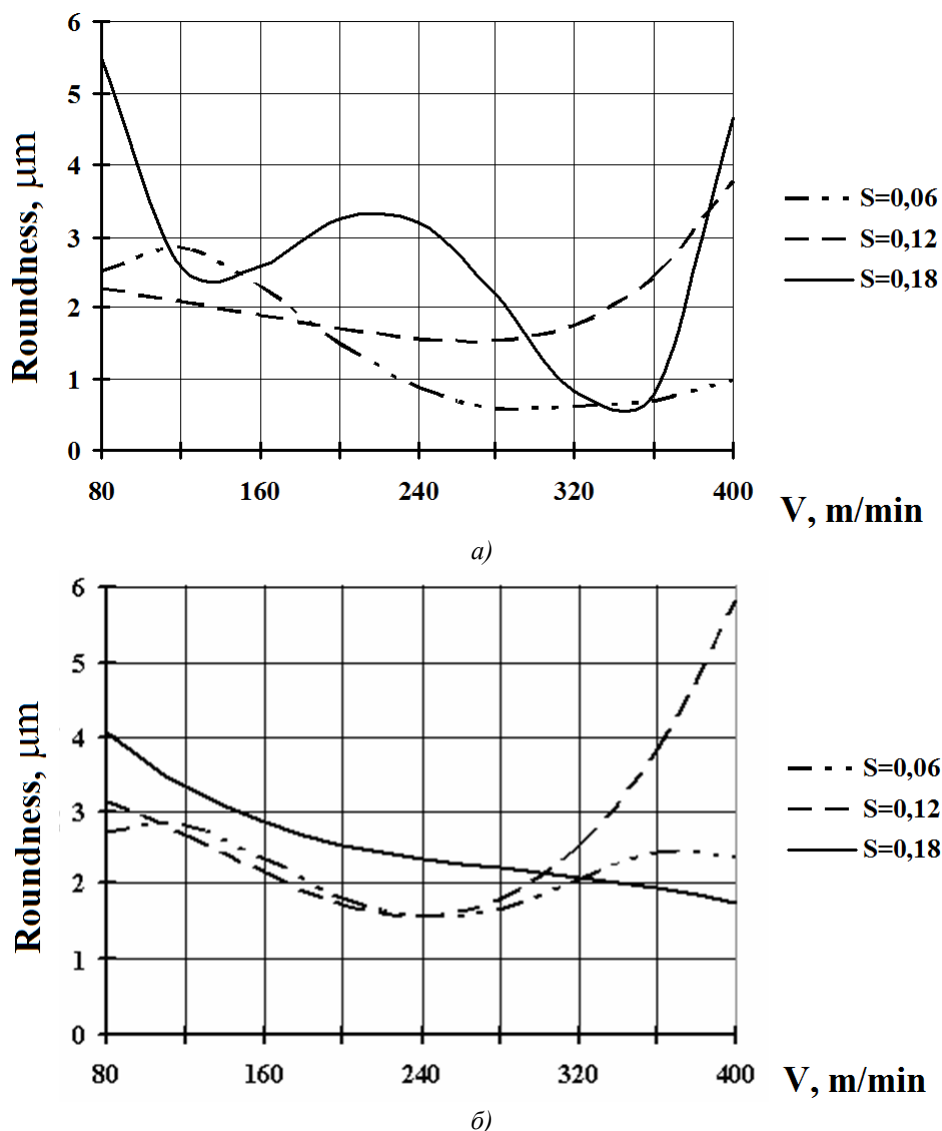 6
5
4
3
2
1
0
Roundness, μm
80 160 240 320 400
V, m/min
S=0,06
S=0,12
S=0,18
а)
6
5
4
3
2
1
0
Roundness, μm
80 160 240 320 400
V, m/min
S=0,06
S=0,12
S=0,18
б)